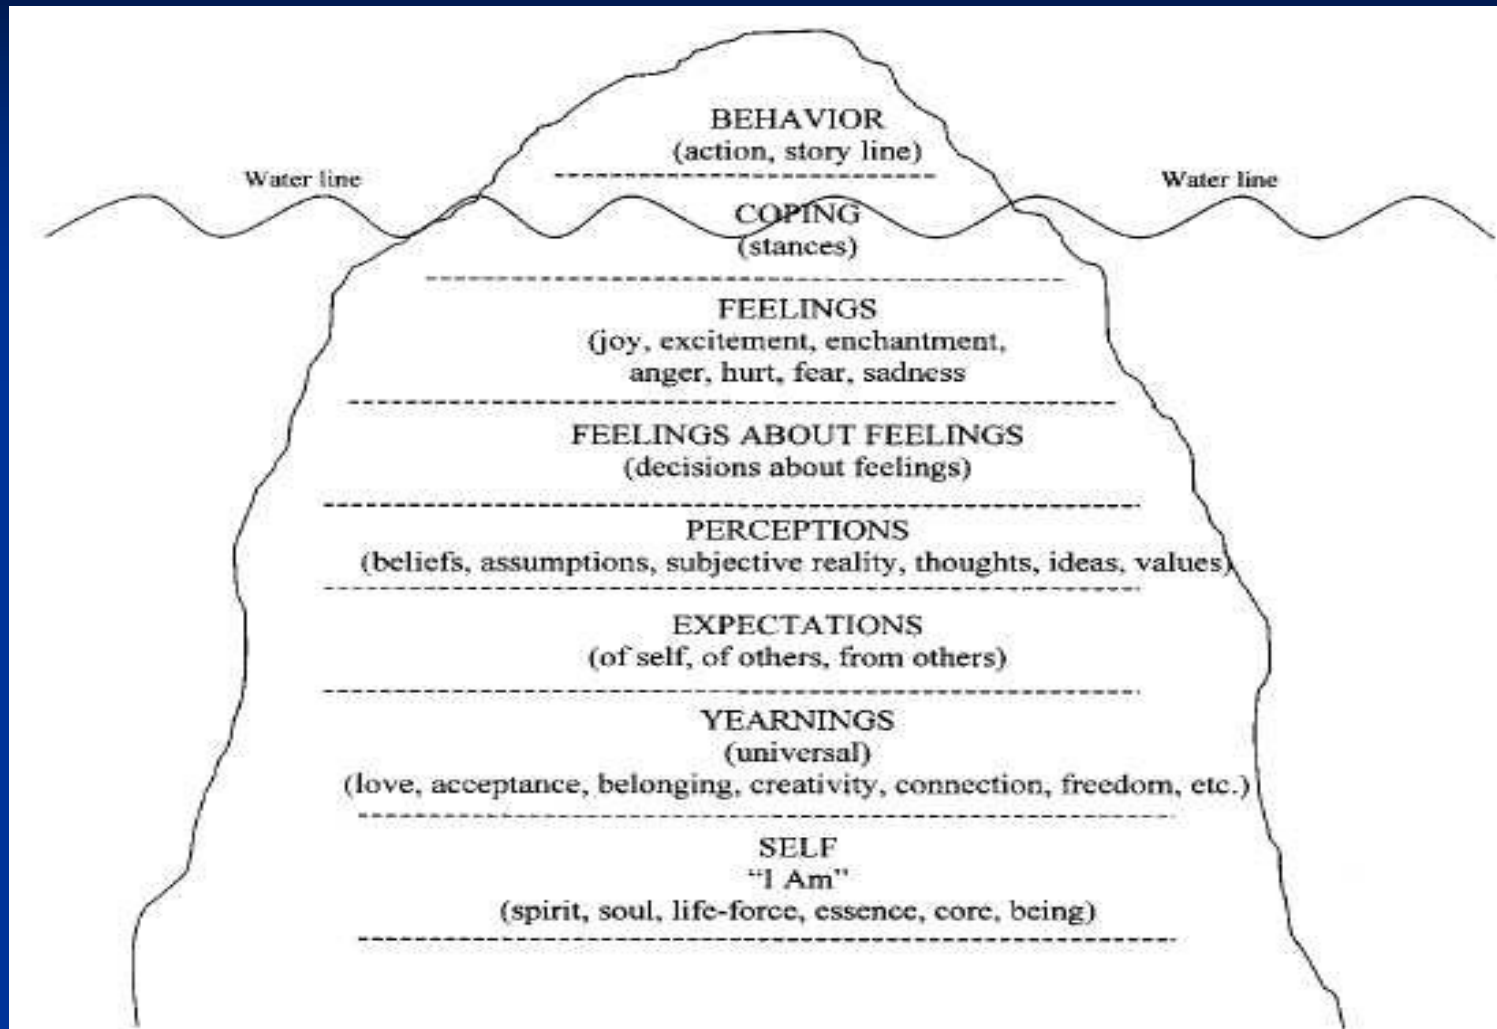 BEHAVIOR
(action, story line)
Water line
Water line
COPING
(stances)
FEELINGS
(joy, excitement, enchantment,
anger, hurt, fear, sadness
FEELINGS ABOUT FEELINGS
(decisions about feelings)
PERCEPTIONS
(beliefs, assumptions, subjective reality, thoughts, ideas, values)
EXPECTATIONS
(of self, of others, from others)
YEARNINGS
(universal)
(love, acceptance, belonging, creativity, connection, freedom, etc.)
SELF
“I Am”
(spirit, soul, life-force, essence, core, being)